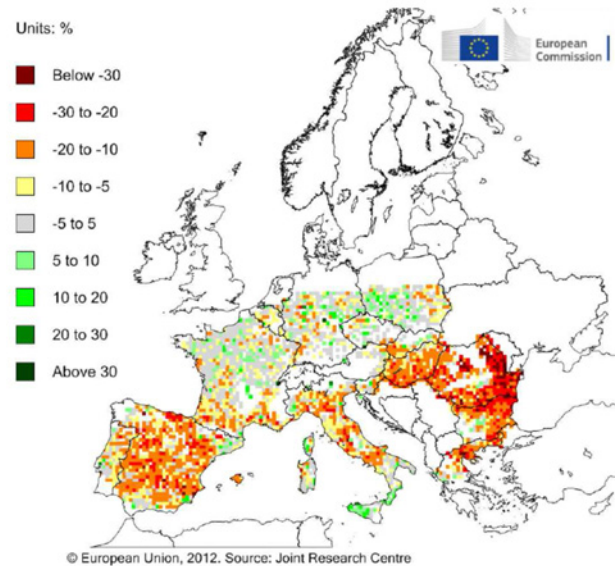 Units: %
Below -30
-30 to -20
-20 to -10
-10 to -5
-5 to 5
5 to 10
10 to 20
20 to 30
Above 30
European
Commission
© European Union, 2012. Source: Joint Research Centre